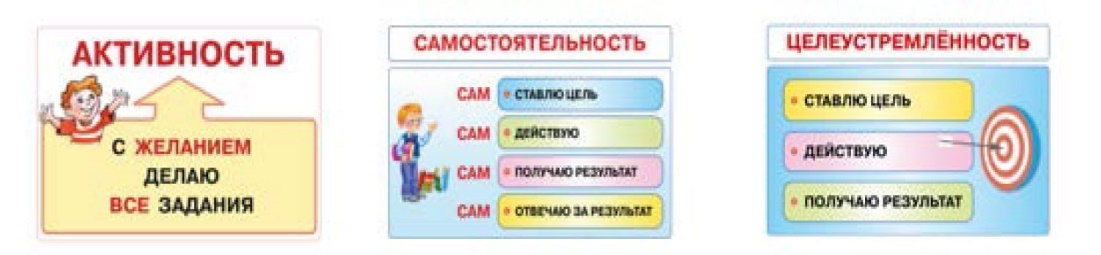 АКТИВНОСТЬ
С ЖЕЛАНИЕМ
ДЕЛАЮ
ВСЕ ЗАДАНИЯ
САМОСТОЯТЕЛЬНОСТЬ
САМ • СТАВЛЮ ЦЕЛЬ
САМ • ДЕЙСТВУЮ
САМ • ПОЛУЧАЮ РЕЗУЛЬТАТ
САМ • ОТВЕЧАЮ ЗА РЕЗУЛЬТАТ
ЦЕЛЕУСТРЕМЛЁННОСТЬ
• СТАВЛЮ ЦЕЛЬ
• ДЕЙСТВУЮ
• ПОЛУЧАЮ РЕЗУЛЬТАТ